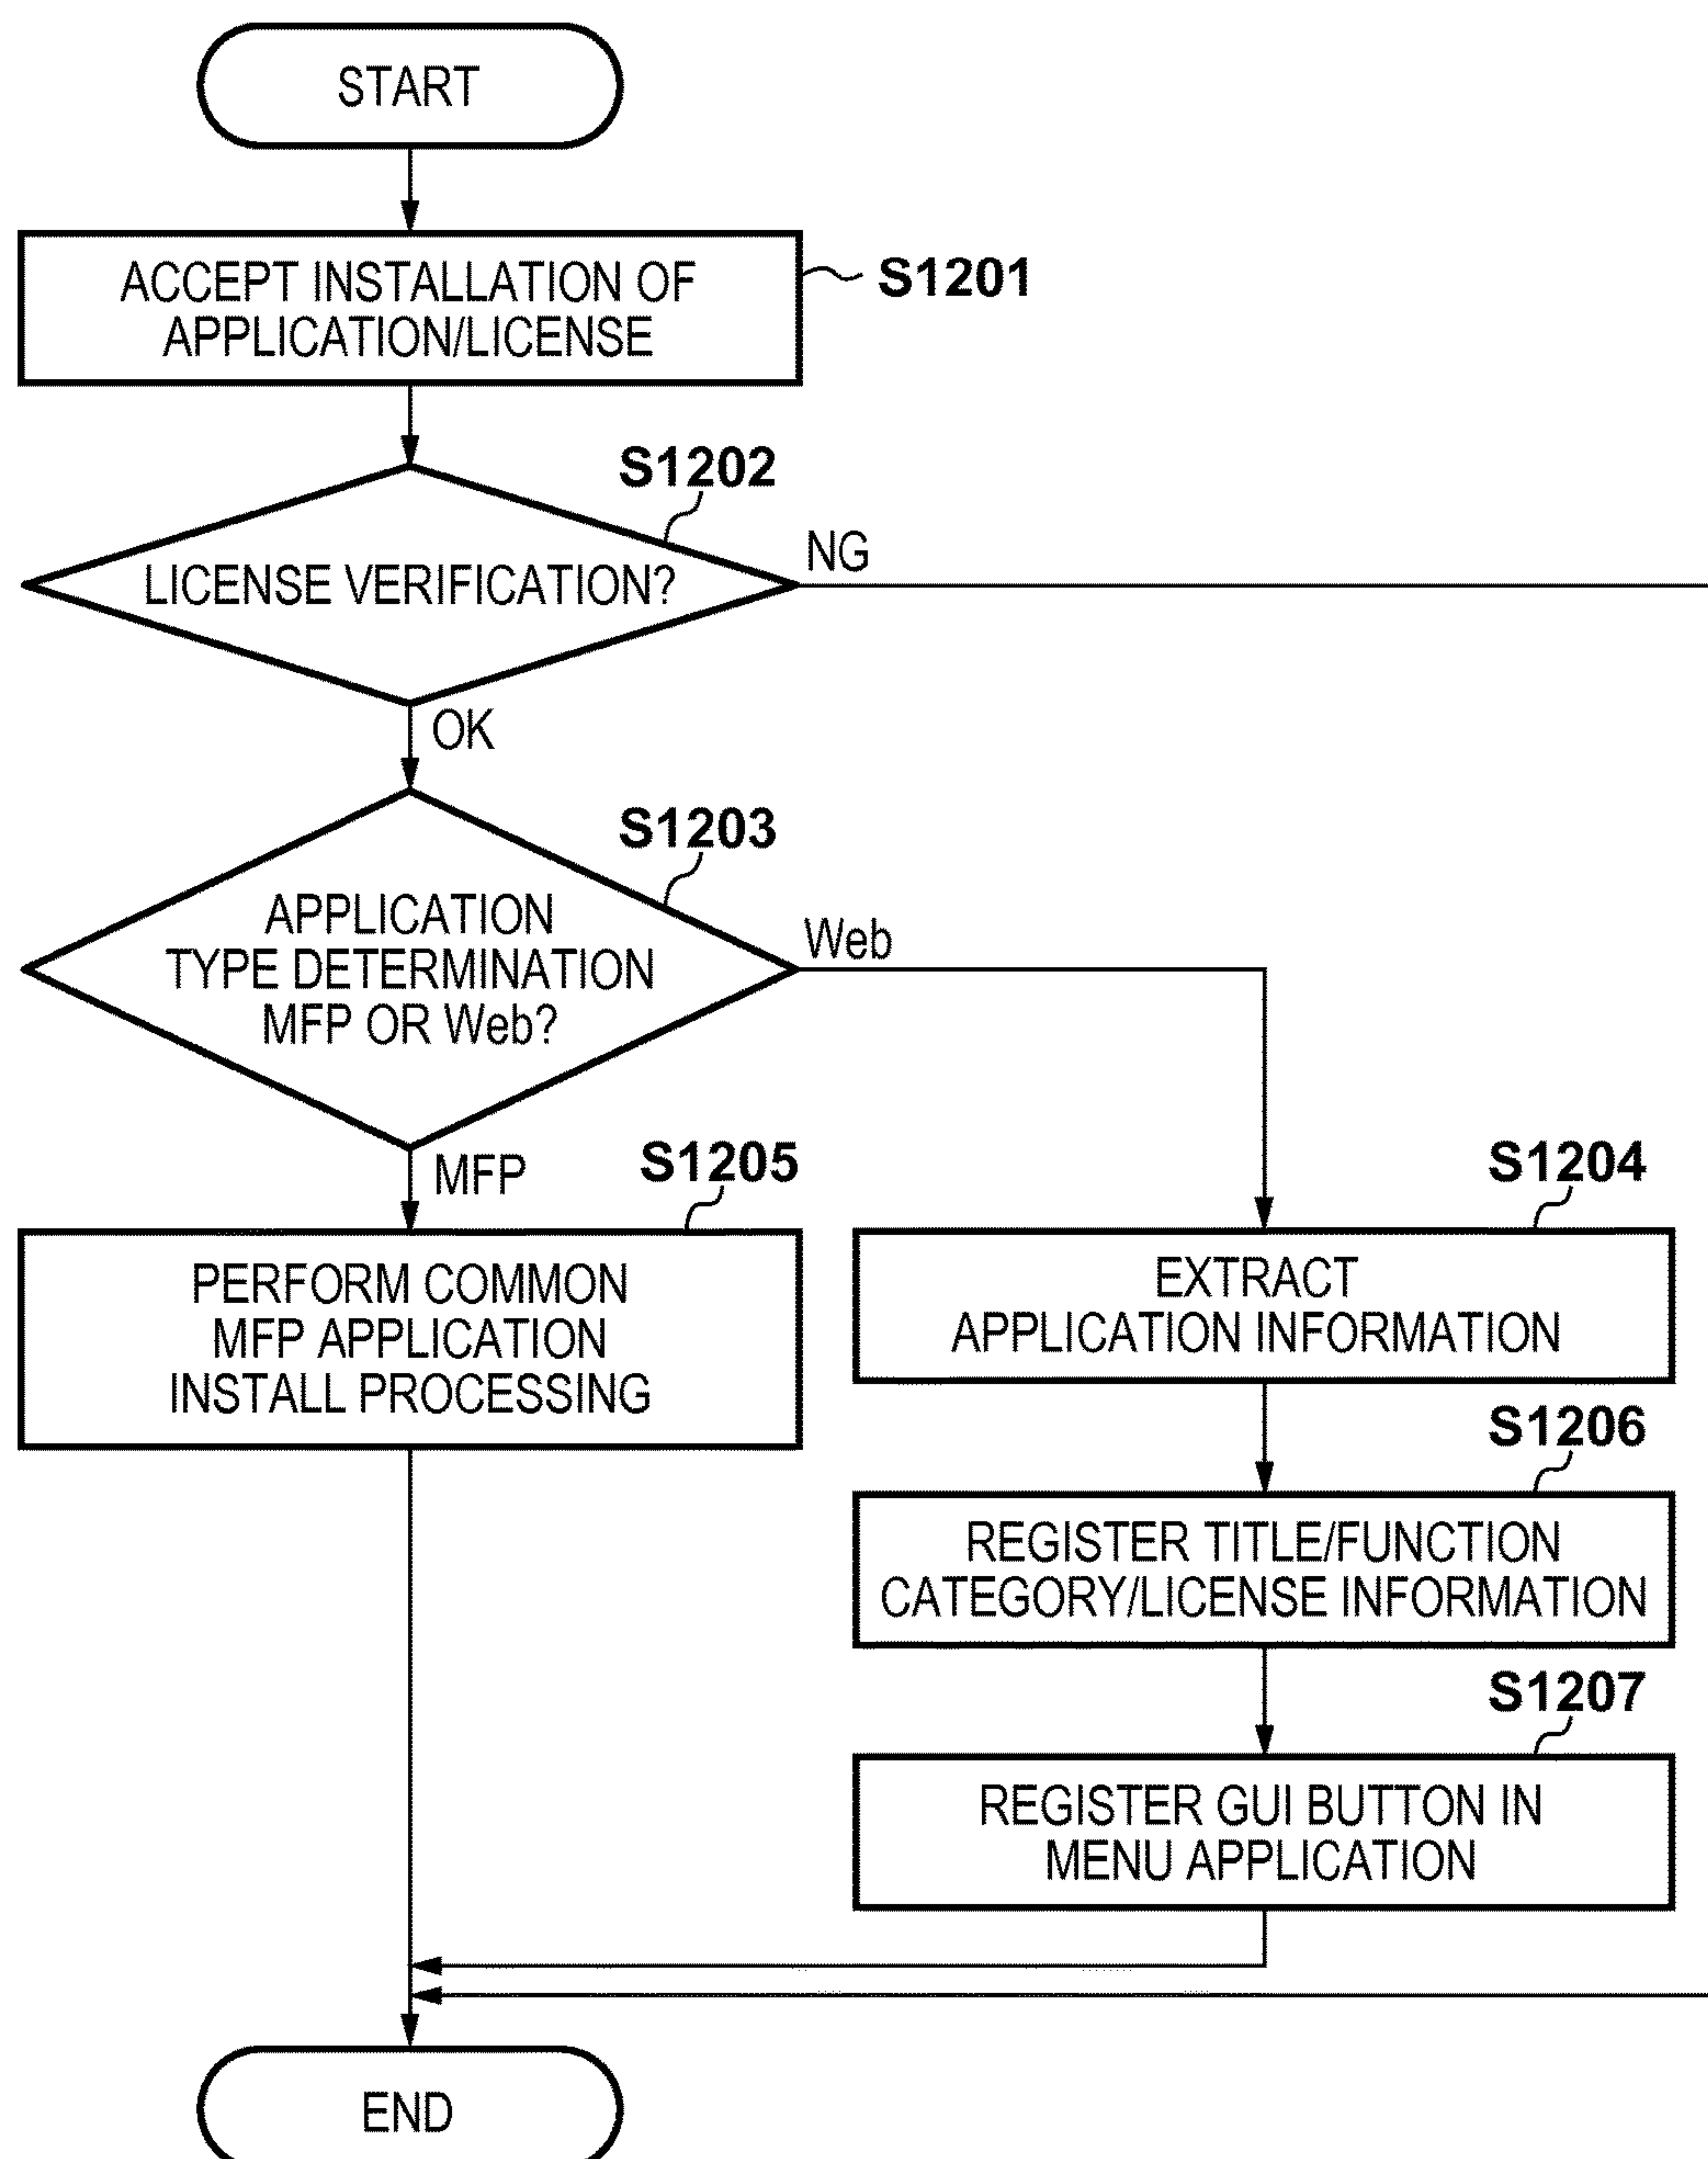 START
ACCEPT INSTALLATION OF
APPLICATION/LICENSE
S1201
S1202
LICENSE VERIFICATION?
NG
OK
S1203
APPLICATION
TYPE DETERMINATION
MFP OR Web?
Web
MFP
S1205
PERFORM COMMON
MFP APPLICATION
INSTALL PROCESSING
S1204
EXTRACT
APPLICATION INFORMATION
S1206
REGISTER TITLE/FUNCTION
CATEGORY/LICENSE INFORMATION
S1207
REGISTER GUI BUTTON IN
MENU APPLICATION
END